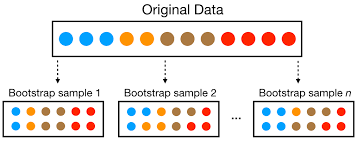 Original Data
Bootstrap sample 1
Bootstrap sample 2
...
Bootstrap sample n